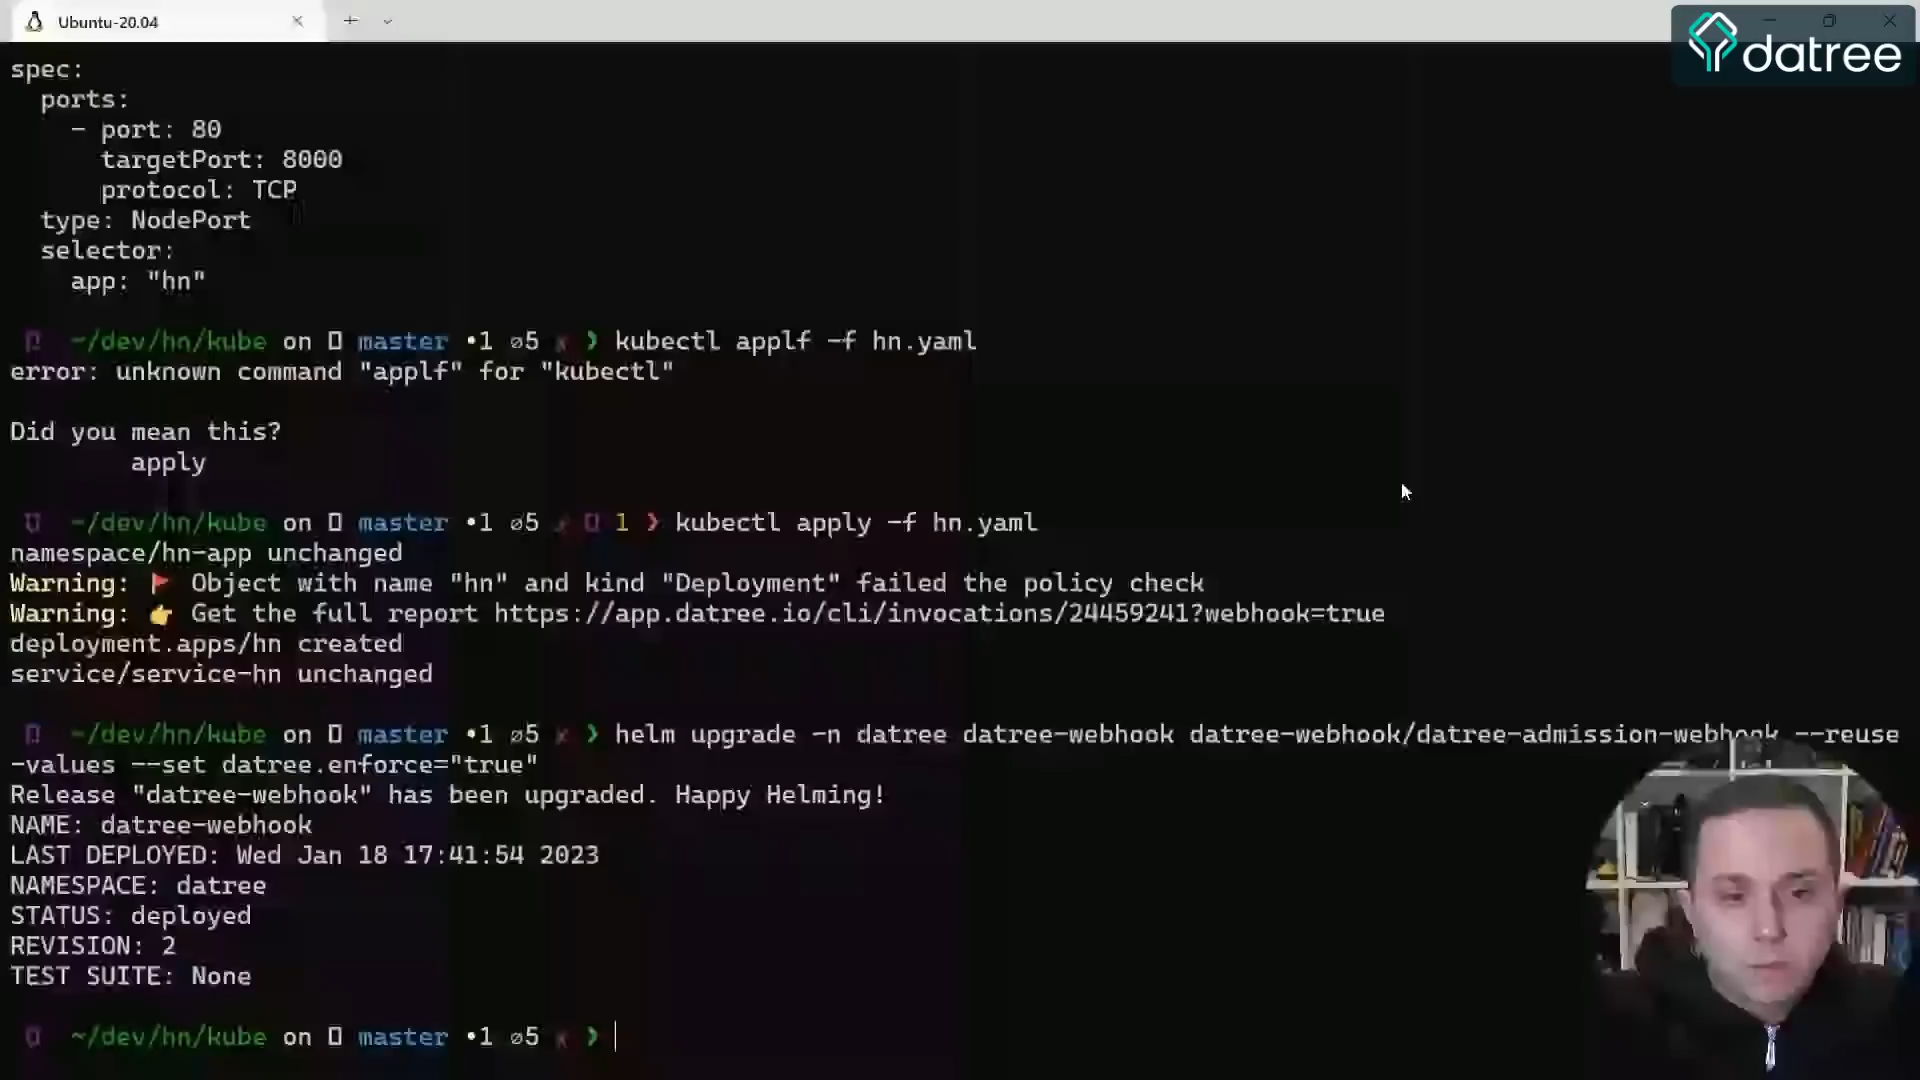 Ubuntu-20.04
datree
spec:
  ports:
    - port: 80
      targetPort: 8000
      protocol: TCP
  type: NodePort
  selector:
    app: "hn"
~/dev/hn/kube on master •1 ⌀5 x ❯ kubectl applf -f hn.yaml
error: unknown command "applf" for "kubectl"
Did you mean this?
        apply
~/dev/hn/kube on master •1 ⌀5 x 1 ❯ kubectl apply -f hn.yaml
namespace/hn-app unchanged
Warning: 🚩 Object with name "hn" and kind "Deployment" failed the policy check
Warning: 👉 Get the full report https://app.datree.io/cli/invocations/24459241?webhook=true
deployment.apps/hn created
service/service-hn unchanged
~/dev/hn/kube on master •1 ⌀5 x ❯ helm upgrade -n datree datree-webhook datree-webhook/datree-admission-webhook --reuse
-values --set datree.enforce="true"
Release "datree-webhook" has been upgraded. Happy Helming!
NAME: datree-webhook
LAST DEPLOYED: Wed Jan 18 17:41:54 2023
NAMESPACE: datree
STATUS: deployed
REVISION: 2
TEST SUITE: None
~/dev/hn/kube on master •1 ⌀5 x ❯